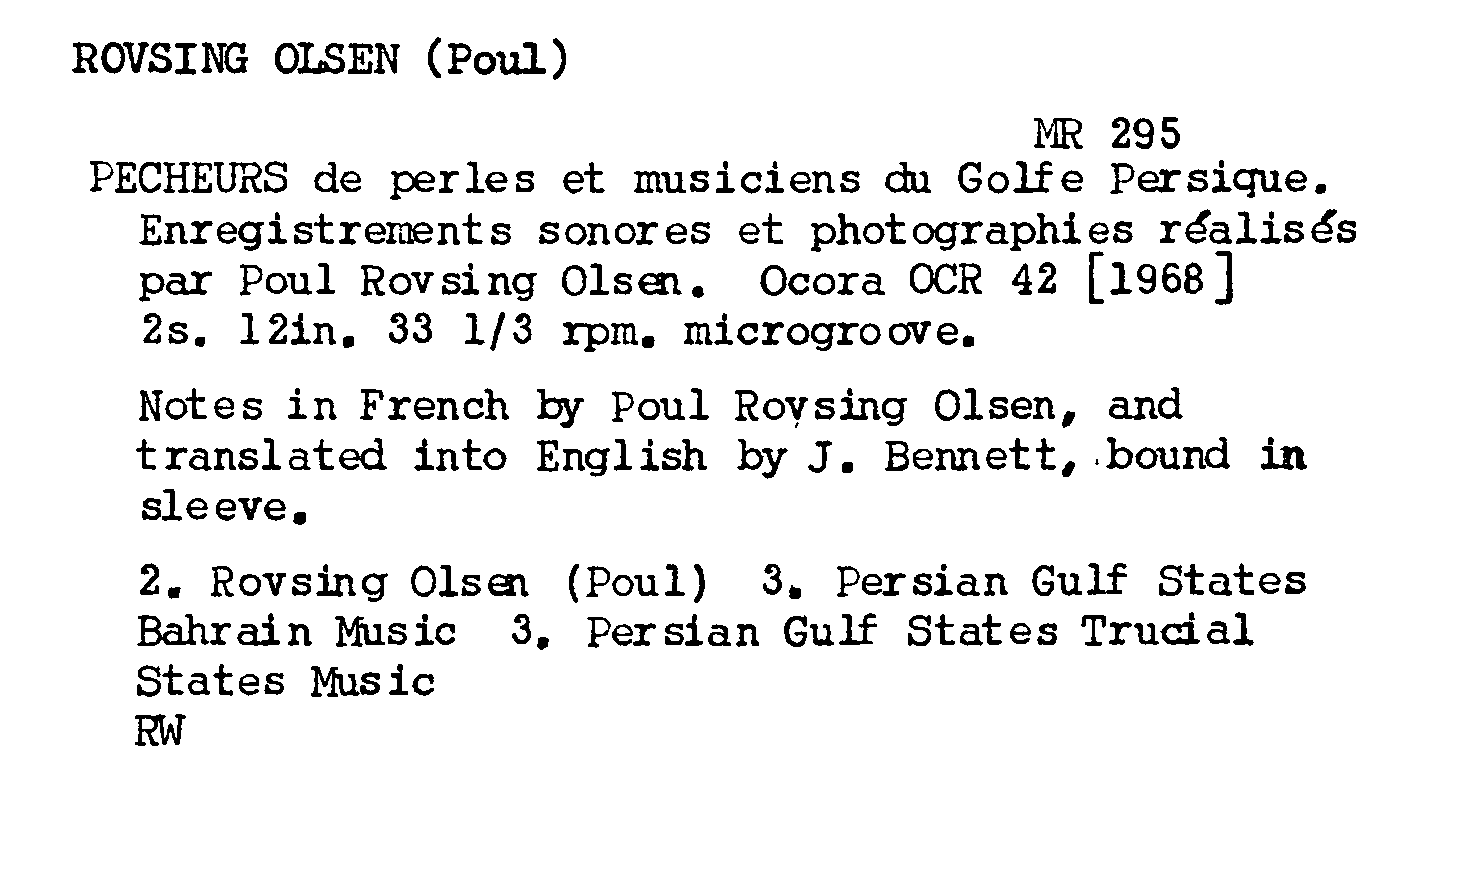 ROVSING OLSEN (Poul)
MR 295
PECHEURS de perles et musiciens du Golfe Persique.
Enregistrements sonores et photographies réalisés
par Poul Rovsing Olsen. Ocora OCR 42 [1968]
2s. 12in. 33 1/3 rpm. microgroove.
Notes in French by Poul Rovsing Olsen, and
translated into English by J. Bennett, bound in
sleeve.
2. Rovsing Olsen (Poul) 3. Persian Gulf States
Bahrain Music 3. Persian Gulf States Trucial
States Music
RW